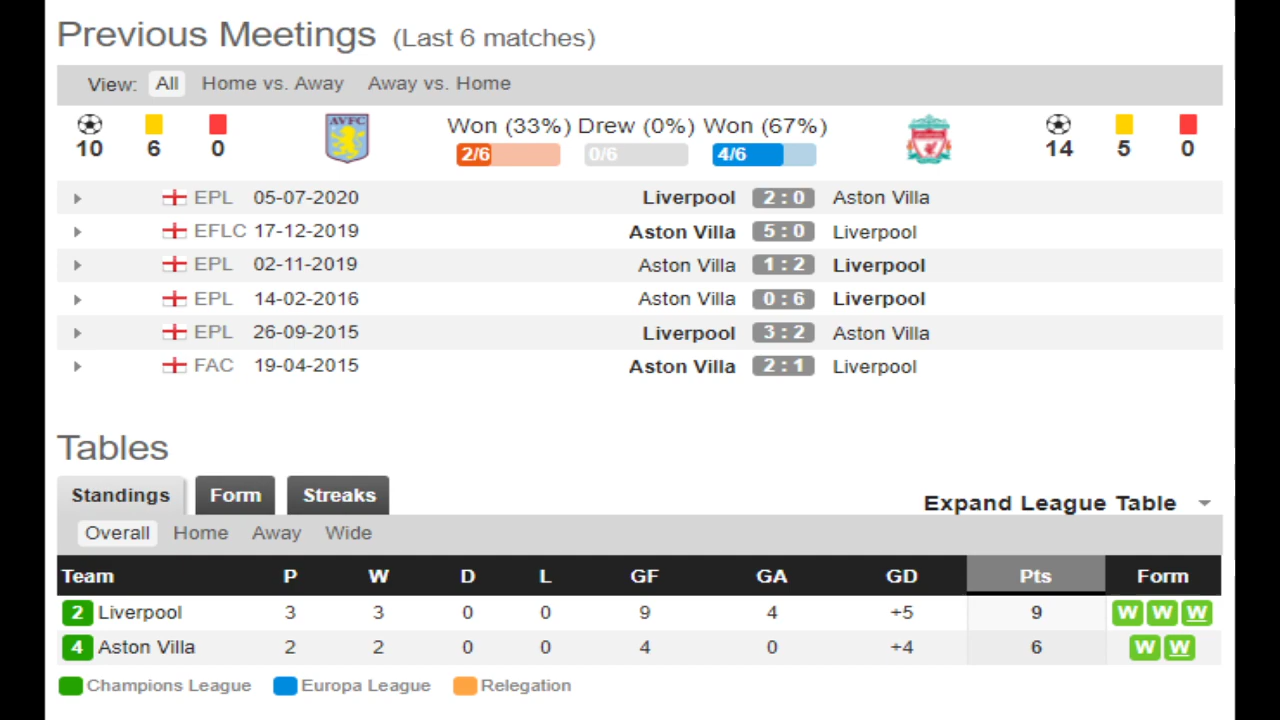 Previous Meetings (Last 6 matches)
View: All Home vs. Away Away vs. Home
10 6 0 AVFC Won (33%) Drew (0%) Won (67%) 14 5 0
2/6 0/6 4/6
EPL 05-07-2020 Liverpool 2 : 0 Aston Villa
EFLC 17-12-2019 Aston Villa 5 : 0 Liverpool
EPL 02-11-2019 Aston Villa 1 : 2 Liverpool
EPL 14-02-2016 Aston Villa 0 : 6 Liverpool
EPL 26-09-2015 Liverpool 3 : 2 Aston Villa
FAC 19-04-2015 Aston Villa 2 : 1 Liverpool
Tables
Standings Form Streaks
Expand League Table
Overall Home Away Wide
Team P W D L GF GA GD Pts Form
2 Liverpool 3 3 0 0 9 4 +5 9 W W W
4 Aston Villa 2 2 0 0 4 0 +4 6 W W
Champions League Europa League Relegation